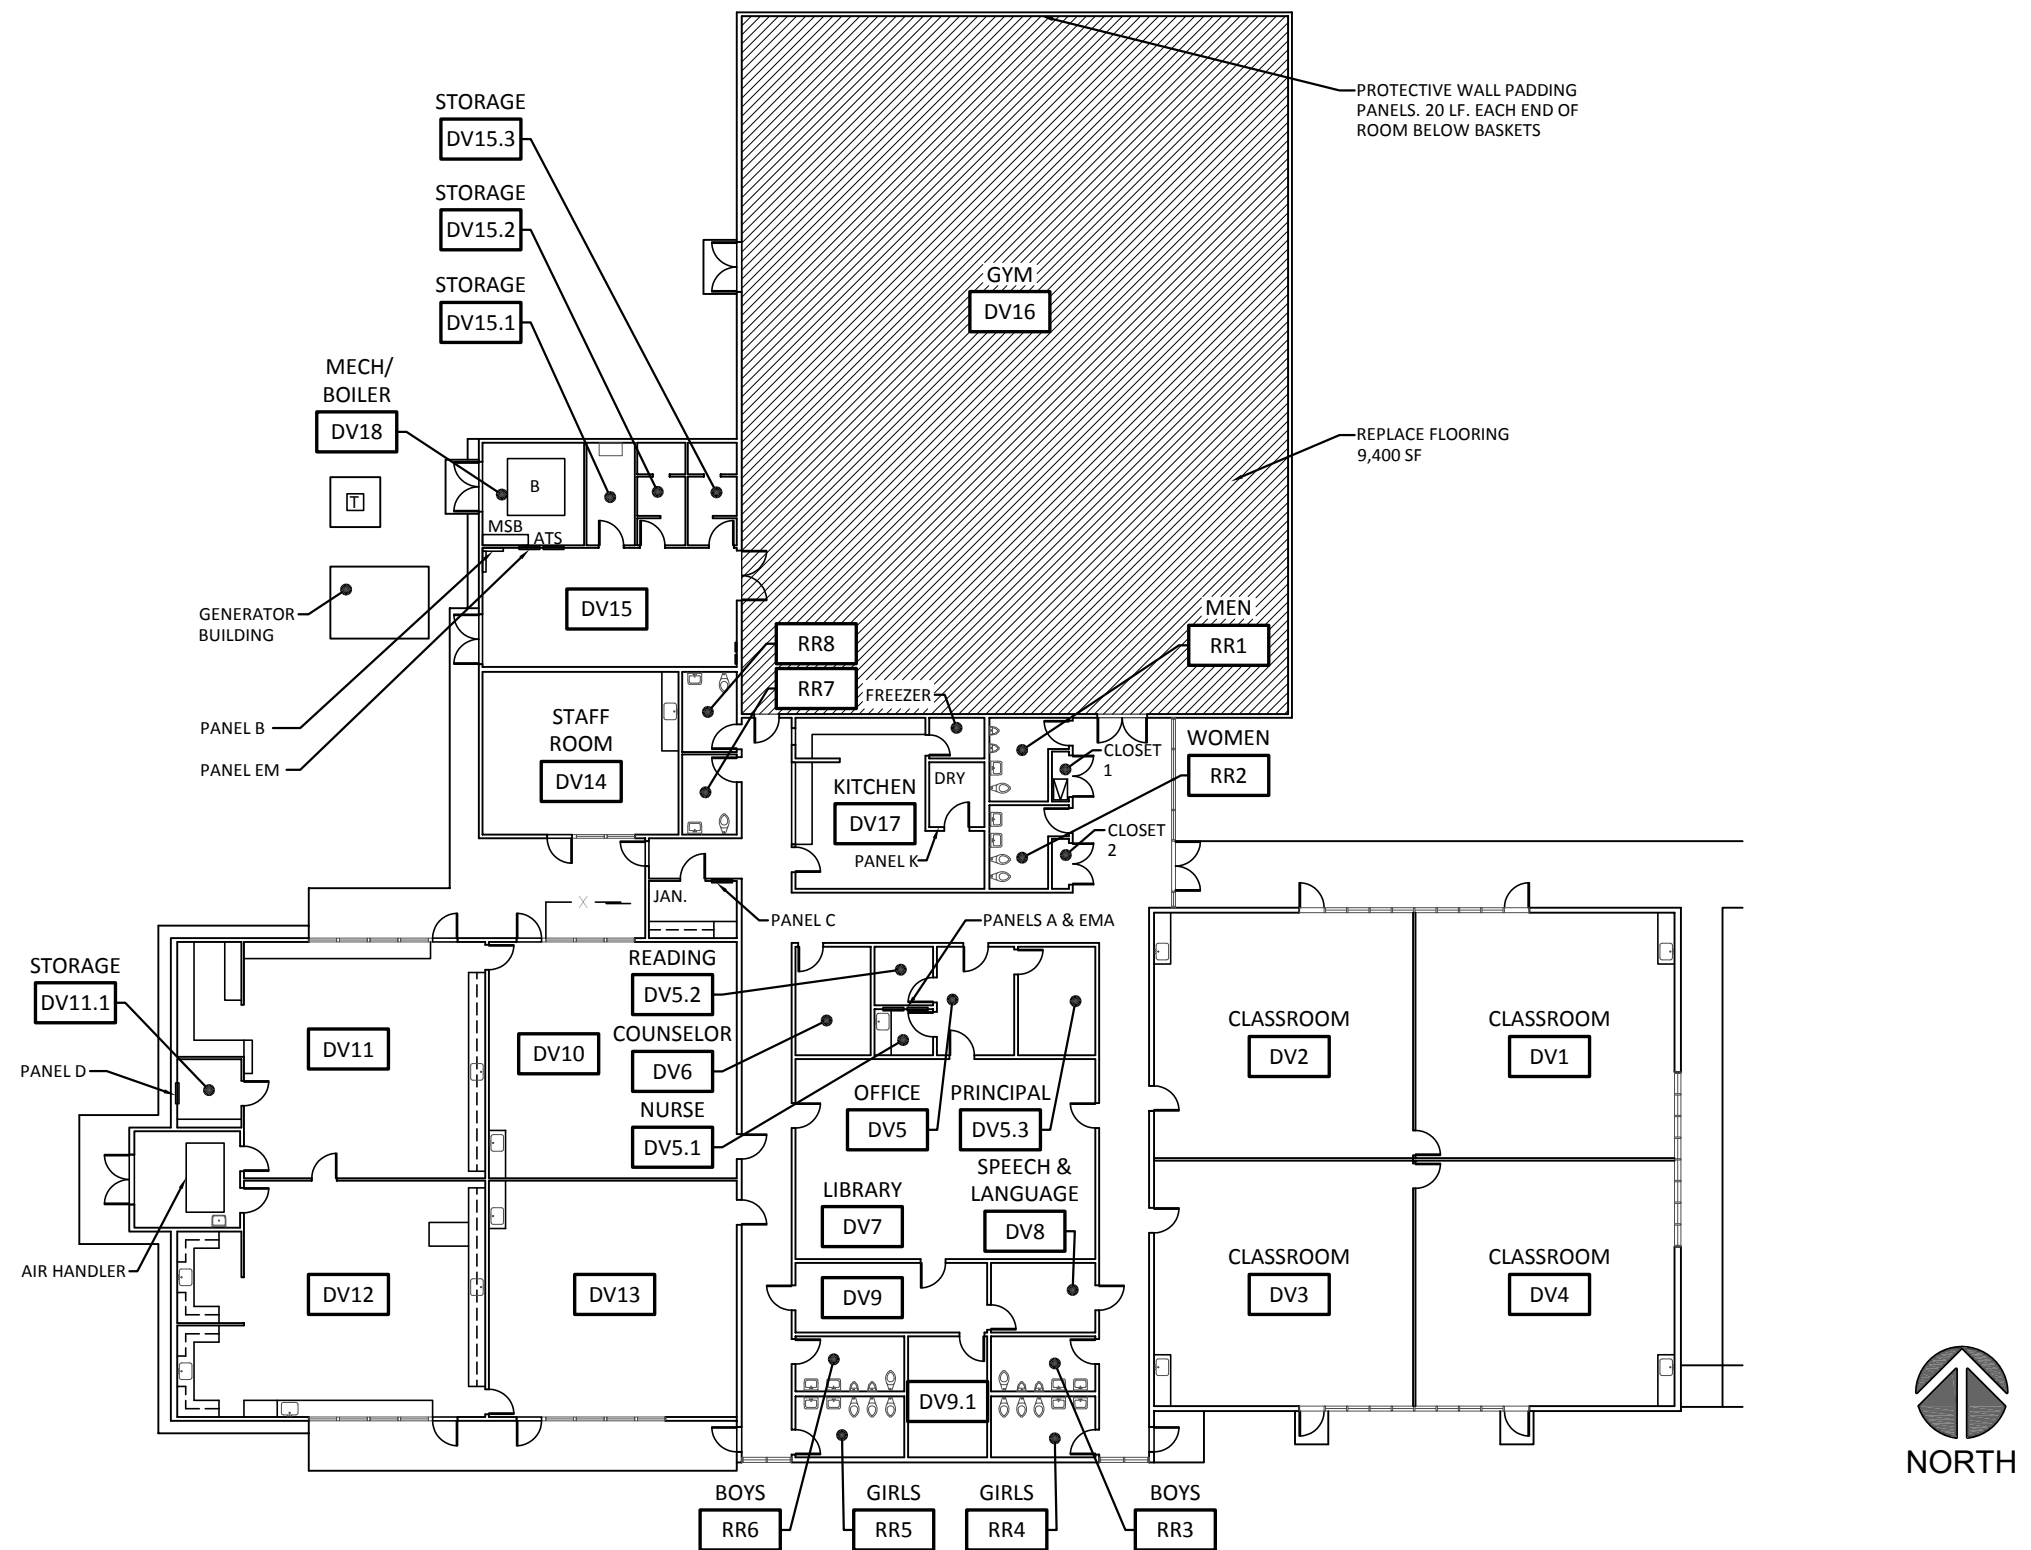 PROTECTIVE WALL PADDING
PANELS. 20 LF. EACH END OF
ROOM BELOW BASKETS
STORAGE
DV15.3
STORAGE
DV15.2
STORAGE
DV15.1
GYM
DV16
MECH/
BOILER
DV18
REPLACE FLOORING
9,400 SF
T
B
MSB
ATS
GENERATOR
BUILDING
DV15
MEN
RR1
RR8
RR7
FREEZER
PANEL B
PANEL EM
STAFF
ROOM
DV14
WOMEN
RR2
CLOSET
1
DRY
KITCHEN
DV17
CLOSET
2
PANEL K
JAN.
X
PANEL C
PANELS A & EMA
STORAGE
DV11.1
PANEL D
READING
DV5.2
COUNSELOR
DV6
NURSE
DV5.1
DV11
DV10
OFFICE
DV5
PRINCIPAL
DV5.3
CLASSROOM
DV2
CLASSROOM
DV1
SPEECH &
LANGUAGE
DV8
LIBRARY
DV7
AIR HANDLER
DV12
DV13
DV9
CLASSROOM
DV3
CLASSROOM
DV4
DV9.1
NORTH
BOYS
RR6
GIRLS
RR5
GIRLS
RR4
BOYS
RR3